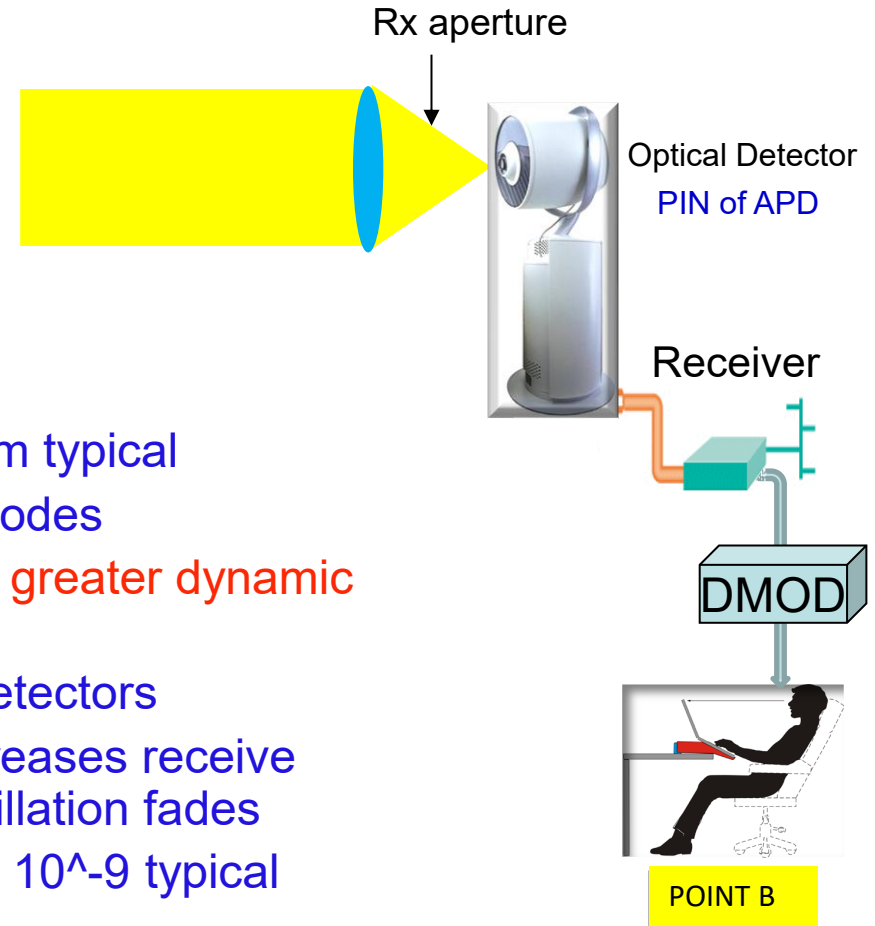 Rx aperture
Optical Detector
PIN of APD
Receiver
m typical
odes
greater dynamic
etectors
eases receive
illation fades
10^-9 typical
DMOD
POINT B